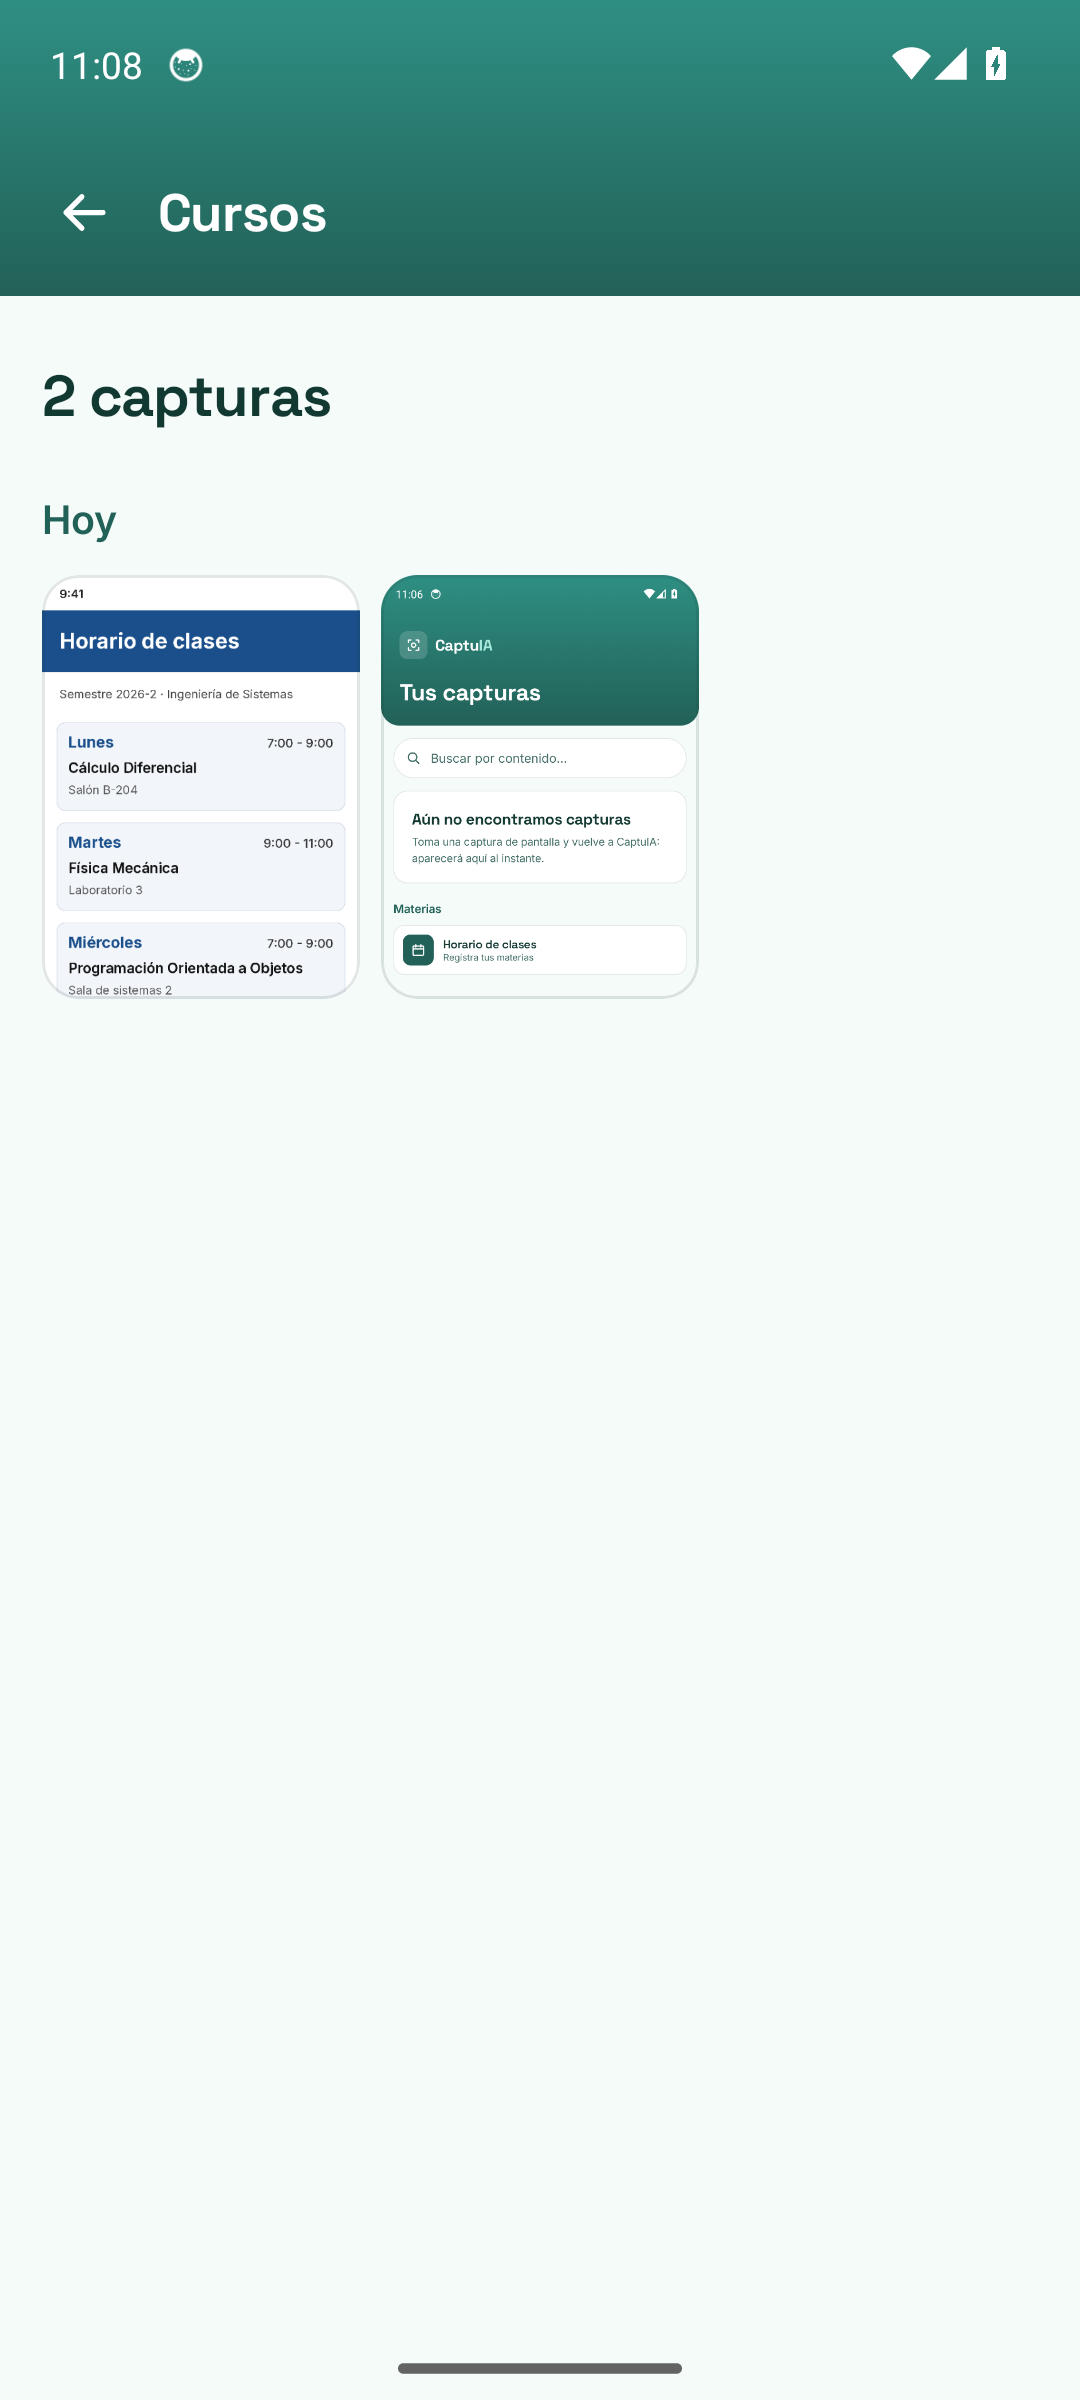 11:08
Cursos
2 capturas
Hoy
9:41
Horario de clases
Semestre 2026-2 · Ingeniería de Sistemas
Lunes 7:00 - 9:00
Cálculo Diferencial
Salón B-204
Martes 9:00 - 11:00
Física Mecánica
Laboratorio 3
Miércoles 7:00 - 9:00
Programación Orientada a Objetos
Sala de sistemas 2
11:06
CaptuIA
Tus capturas
Buscar por contenido...
Aún no encontramos capturas
Toma una captura de pantalla y vuelve a CaptuIA:
aparecerá aquí al instante.
Materias
Horario de clases
Registra tus materias